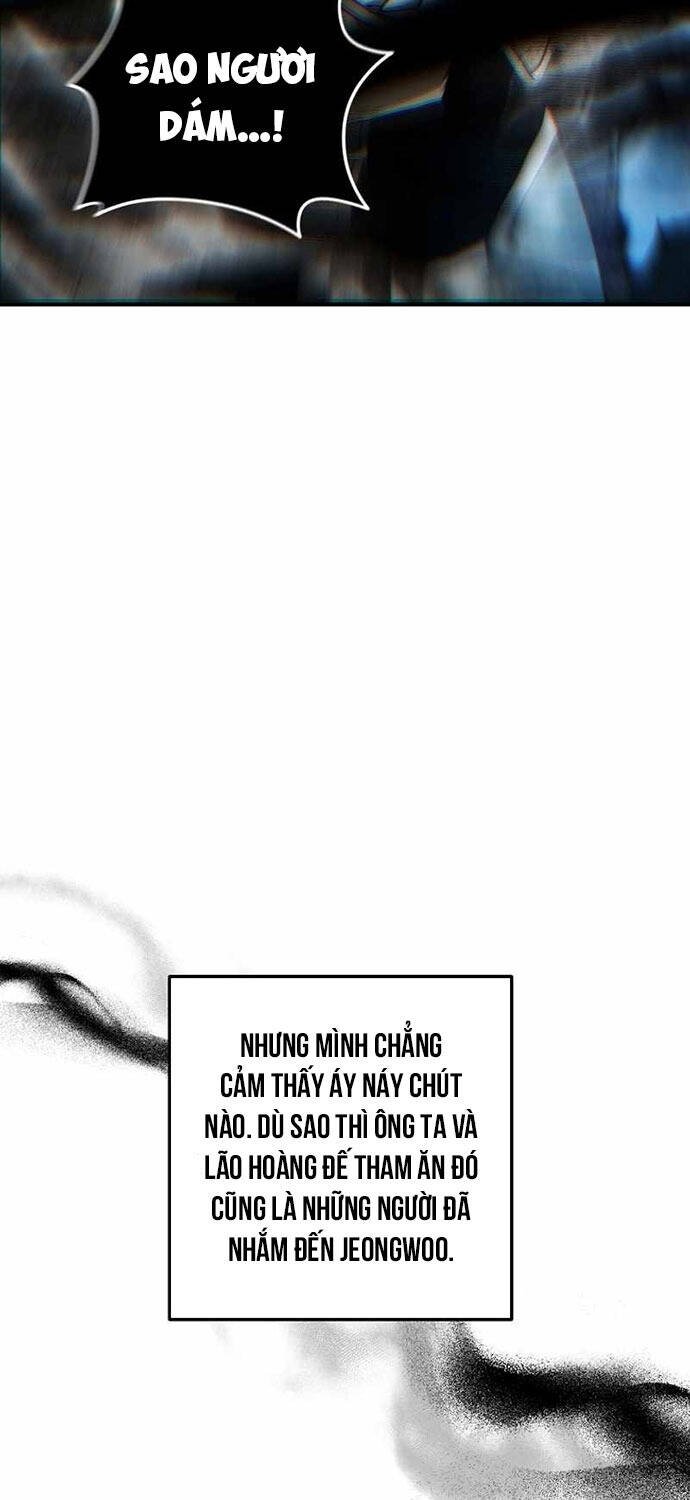 SAO NGƯƠI
DÁM...!
NHƯNG MÌNH CHẲNG
CẢM THẤY ÁY NÁY CHÚT
NÀO. DÙ SAO THÌ ÔNG TA VÀ
LÃO HOÀNG ĐẾ THAM ĂN ĐÓ
CŨNG LÀ NHỮNG NGƯỜI ĐÃ
NHẮM ĐẾN JEONGWOO.